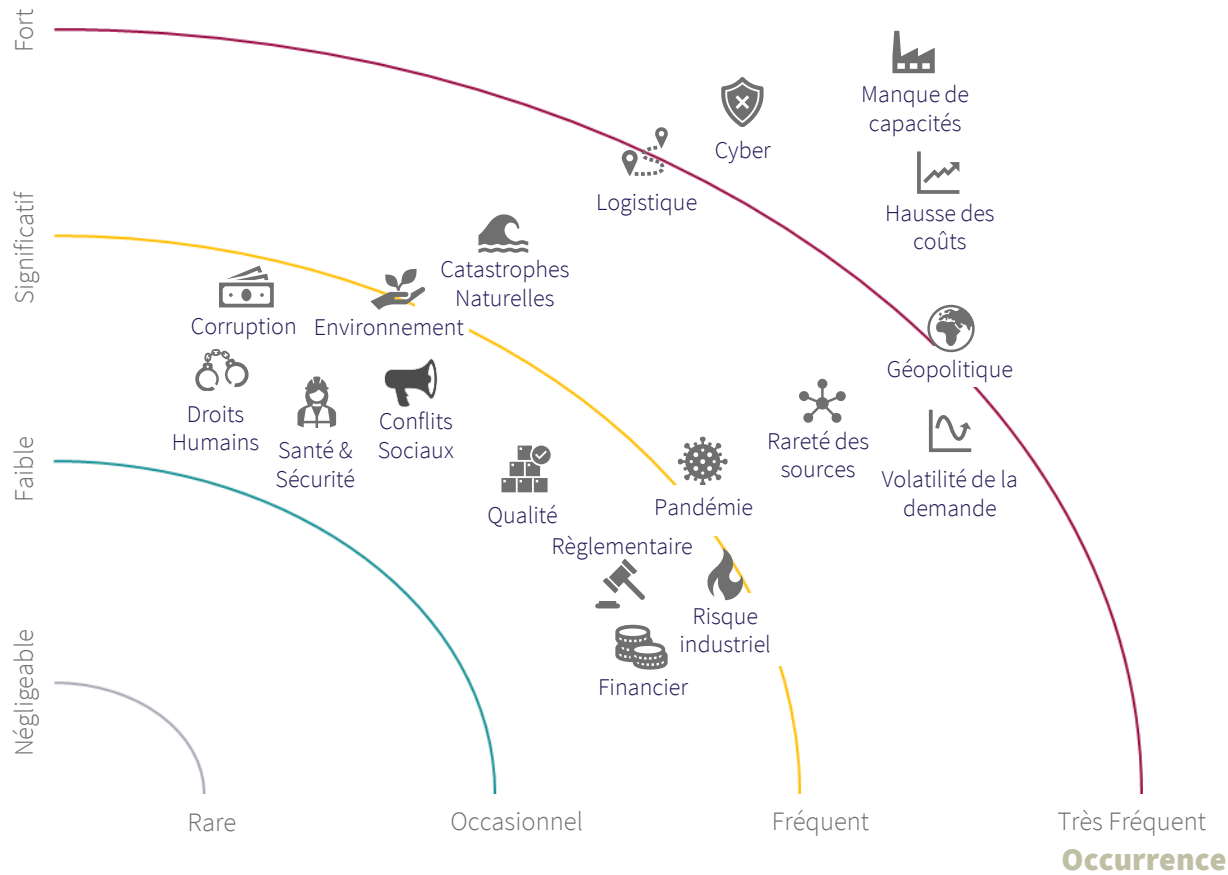 Fort
Manque de
capacités
Cyber
Logistique
Hausse des
coûts
Significatif
Catastrophes
Naturelles
Corruption
Environnement
Géopolitique
Droits
Humains
Santé &
Sécurité
Conflits
Sociaux
Rareté des
sources
Volatilité de la
demande
Faible
Qualité
Pandémie
Règlementaire
Risque
industriel
Financier
Négligeable
Rare
Occasionnel
Fréquent
Très Fréquent
Occurrence